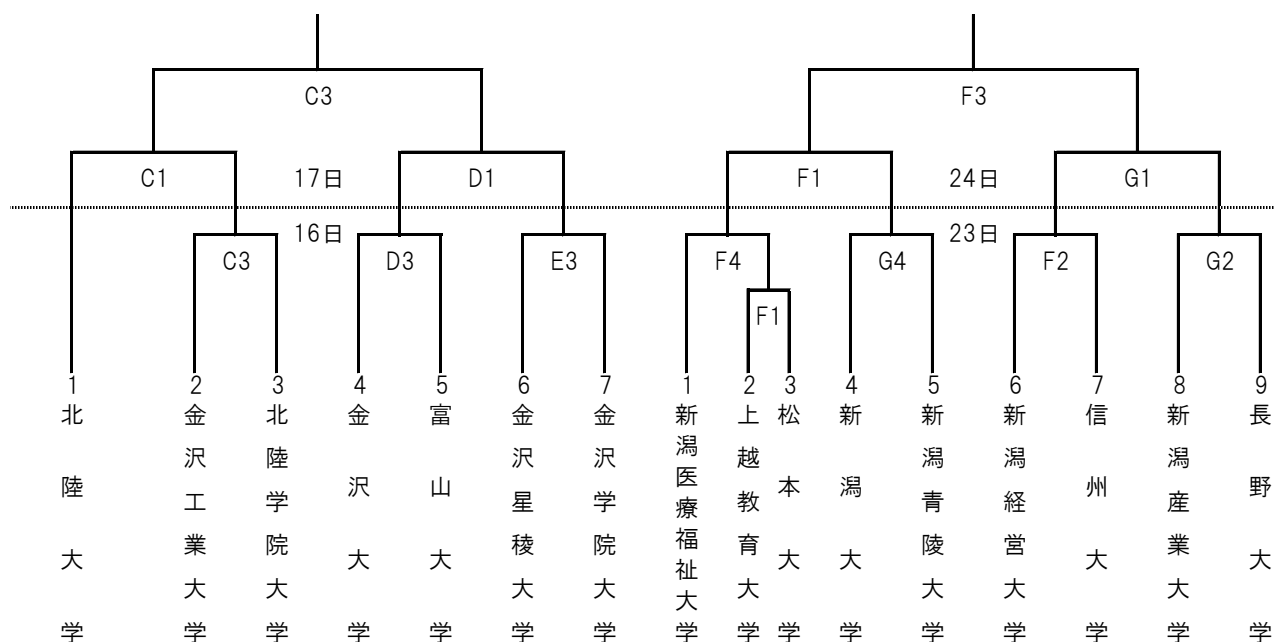 C3
F3
C1
17日
D1
F1
24日
G1
16日
23日
C3
D3
E3
F4
G4
F2
G2
F1
1
2
3
4
5
6
7
1
2
3
4
5
6
7
8
9
北陸大学
金沢工業大学
北陸学院大学
金沢大学
富山大学
金沢星稜大学
金沢学院大学
新潟医療福祉大学
上越教育大学
松本大学
新潟大学
新潟青陵大学
新潟経営大学
信州大学
新潟産業大学
長野大学